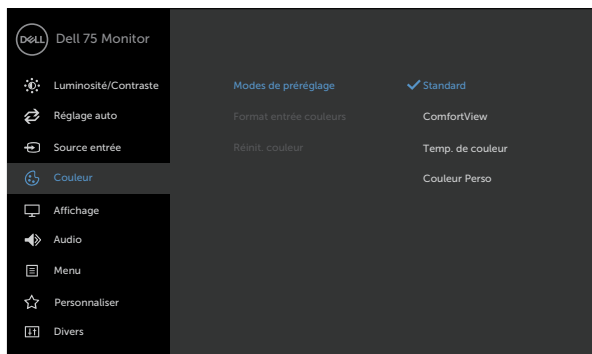 DELL Dell 75 Monitor
Luminosité/Contraste Modes de préréglage Standard
Réglage auto Format entrée couleurs ComfortView
Source entrée Réinit. couleur Temp. de couleur
Couleur Couleur Perso
Affichage
Audio
Menu
Personnaliser
Divers